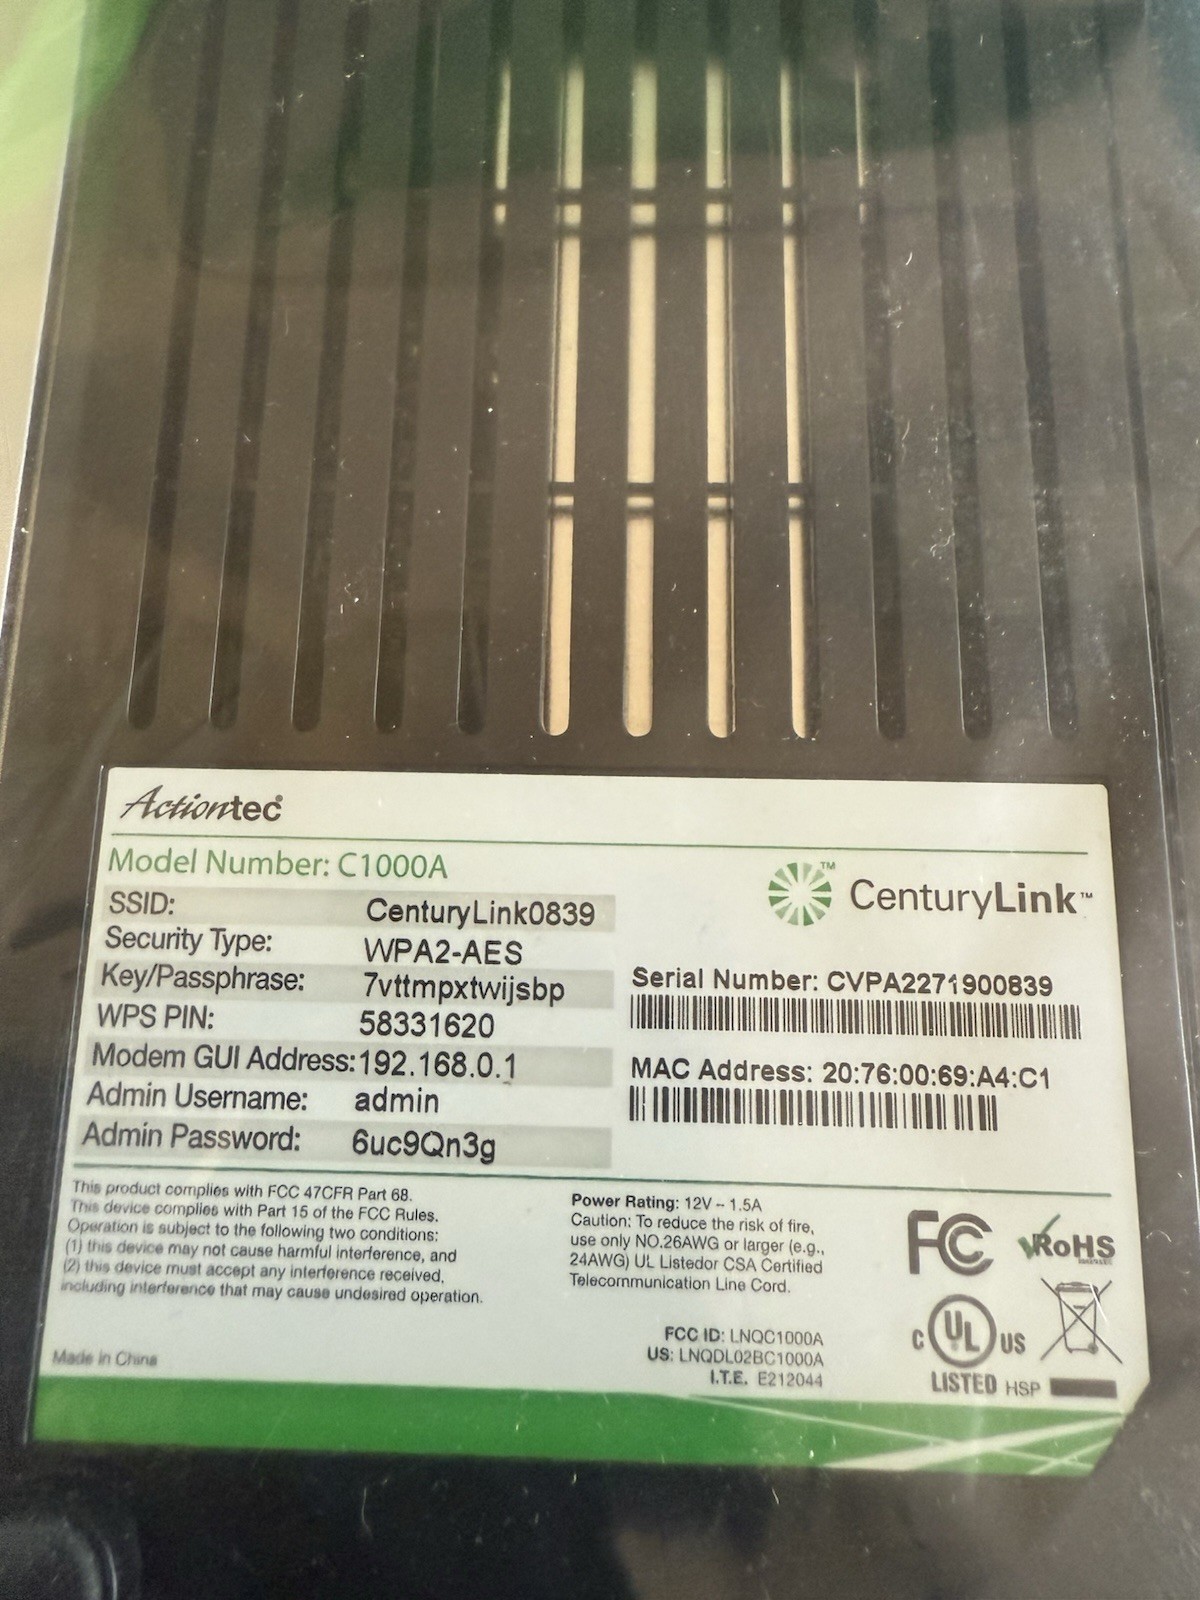 Actiontec®
Model Number: C1000A
SSID: CenturyLink0839
Security Type: WPA2-AES
Key/Passphrase: 7vttmpxtwijsbp
WPS PIN: 58331620
Modem GUI Address: 192.168.0.1
Admin Username: admin
Admin Password: 6uc9Qn3g
CenturyLink™
Serial Number: CVPA2271900839
MAC Address: 20:76:00:69:A4:C1
This product complies with FCC 47CFR Part 68.
This device complies with Part 15 of the FCC Rules.
Operation is subject to the following two conditions:
(1) this device may not cause harmful interference, and
(2) this device must accept any interference received,
including interference that may cause undesired operation.
Made in China
Power Rating: 12V -- 1.5A
Caution: To reduce the risk of fire,
use only NO.26AWG or larger (e.g.,
24AWG) UL Listedor CSA Certified
Telecommunication Line Cord.
FCC ID: LNQC1000A
US: LNQDL02BC1000A
I.T.E. E212044
FC
RoHS
C UL US
LISTED HSP